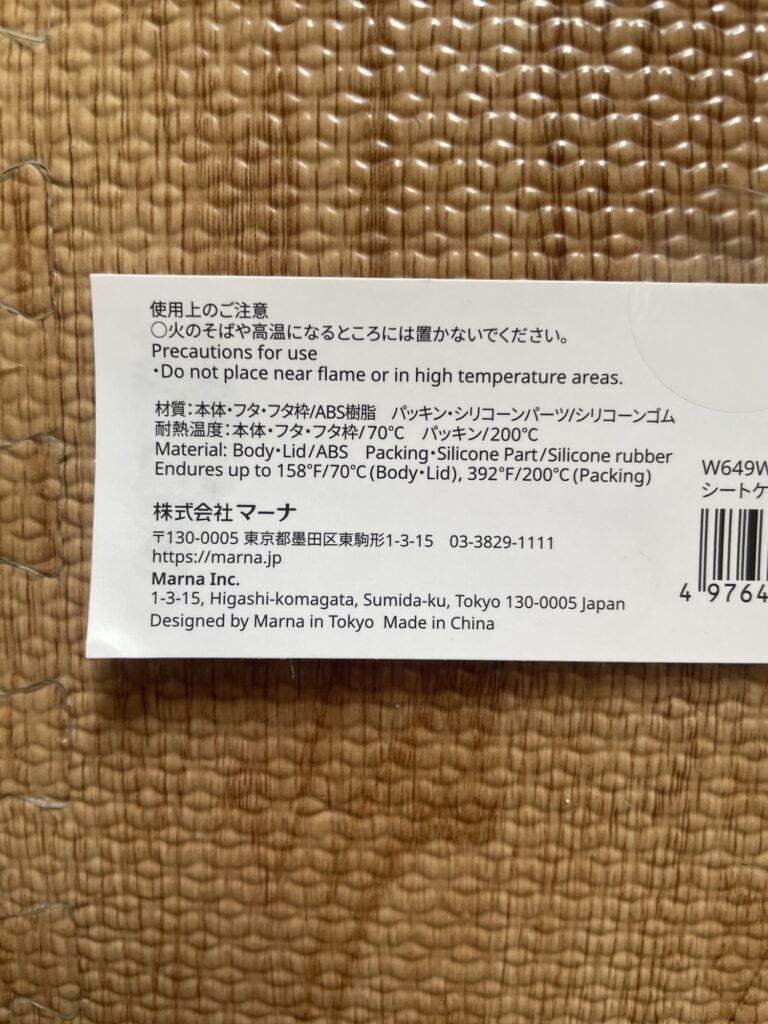 使用上のご注意
○火のそばや高温になるところには置かないでください。
Precautions for use
・Do not place near flame or in high temperature areas.
材質：本体・フタ・フタ枠/ABS樹脂　パッキン・シリコーンパーツ/シリコーンゴム
耐熱温度：本体・フタ・フタ枠/70℃　パッキン/200℃
Material: Body・Lid/ABS　Packing・Silicone Part/Silicone rubber
Endures up to 158°F/70℃ (Body・Lid), 392°F/200℃ (Packing)
株式会社マーナ
〒130-0005 東京都墨田区東駒形1-3-15　03-3829-1111
https://marna.jp
Marna Inc.
1-3-15, Higashi-komagata, Sumida-ku, Tokyo 130-0005 Japan
Designed by Marna in Tokyo Made in China
W649W
シートケ
4 9764